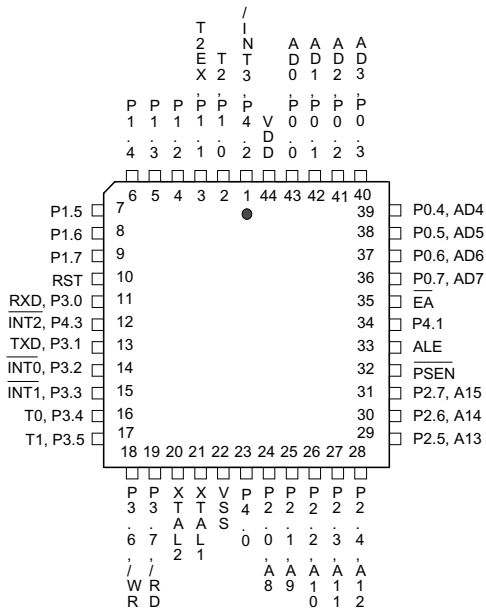 P1.4
P1.3
P1.2
T2EX, P1.1
T2, P1.0
/INT3, P4.2
VDD
AD0, P0.0
AD1, P0.1
AD2, P0.2
AD3, P0.3
6 5 4 3 2 1 44 43 42 41 40
P1.5 7
P1.6 8
P1.7 9
RST 10
RXD, P3.0 11
INT2, P4.3 12
TXD, P3.1 13
INT0, P3.2 14
INT1, P3.3 15
T0, P3.4 16
T1, P3.5 17
39 P0.4, AD4
38 P0.5, AD5
37 P0.6, AD6
36 P0.7, AD7
35 EA
34 P4.1
33 ALE
32 PSEN
31 P2.7, A15
30 P2.6, A14
29 P2.5, A13
18 19 20 21 22 23 24 25 26 27 28
P3.6, /WR
P3.7, /RD
XTAL2
XTAL1
VSS
P4.0
P2.0, A8
P2.1, A9
P2.2, A10
P2.3, A11
P2.4, A12